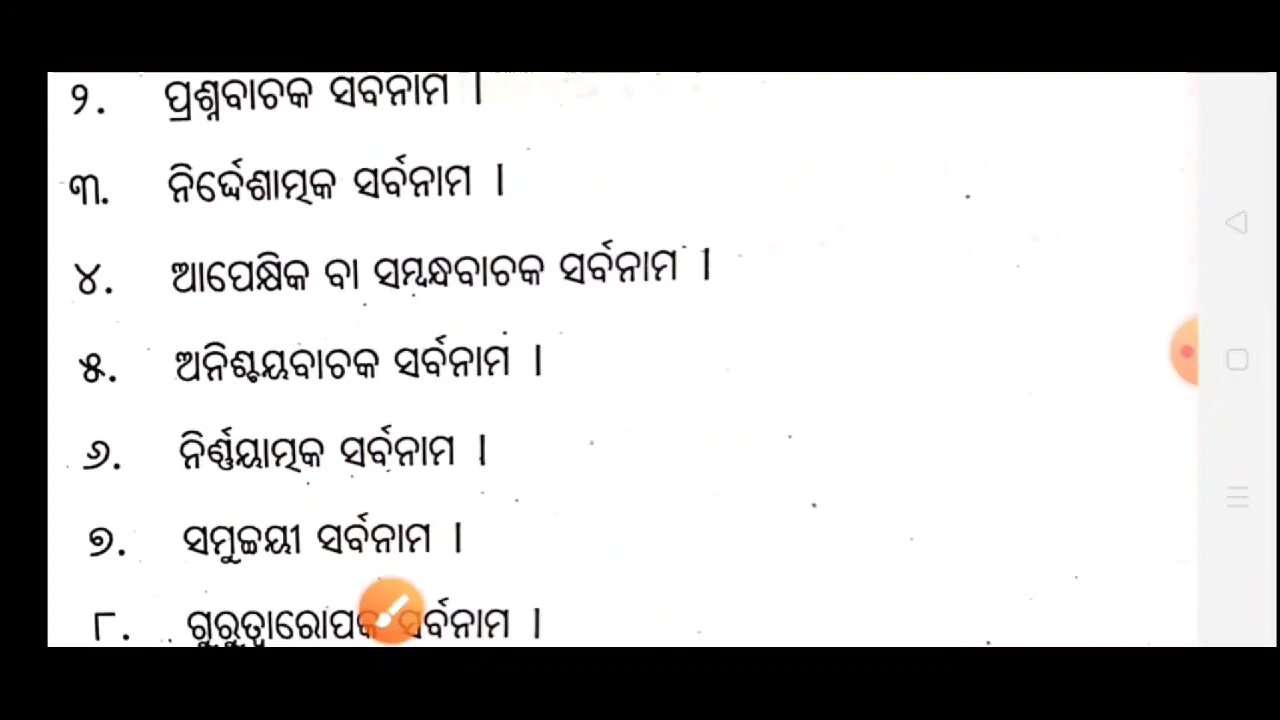 ୨. ପ୍ରଶ୍ନବାଚକ ସର୍ବନାମ ।
୩. ନିର୍ଦ୍ଦେଶାତ୍ମକ ସର୍ବନାମ ।
୪. ଆପେକ୍ଷିକ ବା ସମ୍ବନ୍ଧବାଚକ ସର୍ବନାମ ।
୫. ଅନିଶ୍ଚୟବାଚକ ସର୍ବନାମ ।
୬. ନିର୍ଣ୍ଣୟାତ୍ମକ ସର୍ବନାମ ।
୭. ସମୁଚ୍ଚୟୀ ସର୍ବନାମ ।
୮. ଗୁରୁତ୍ୱାରୋପକ ସର୍ବନାମ ।